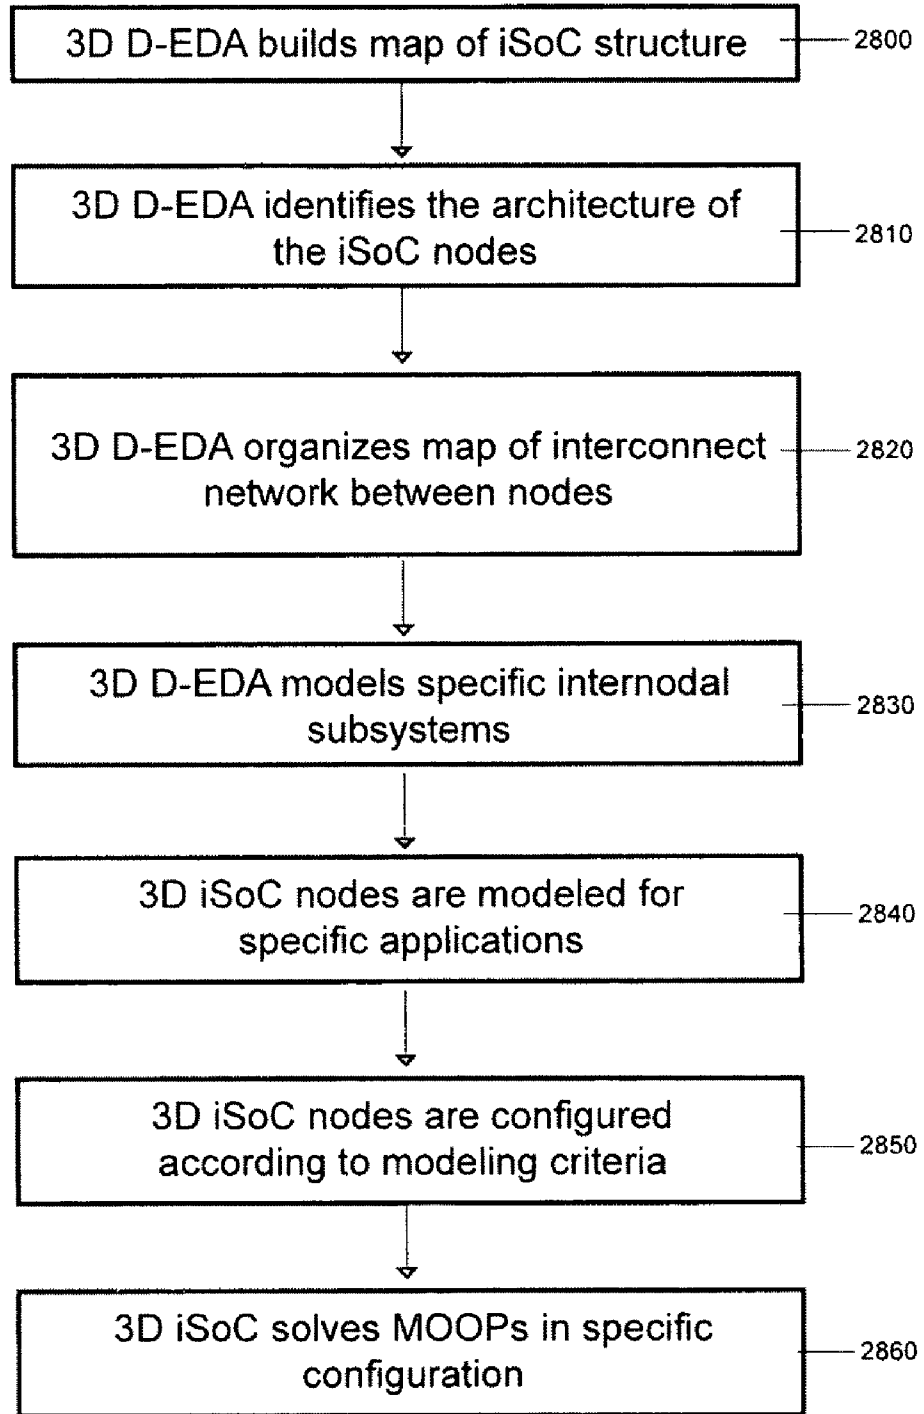 3D D-EDA builds map of iSoC structure
2800
3D D-EDA identifies the architecture of
the iSoC nodes
2810
3D D-EDA organizes map of interconnect
network between nodes
2820
3D D-EDA models specific internodal
subsystems
2830
3D iSoC nodes are modeled for
specific applications
2840
3D iSoC nodes are configured
according to modeling criteria
2850
3D iSoC solves MOOPs in specific
configuration
2860